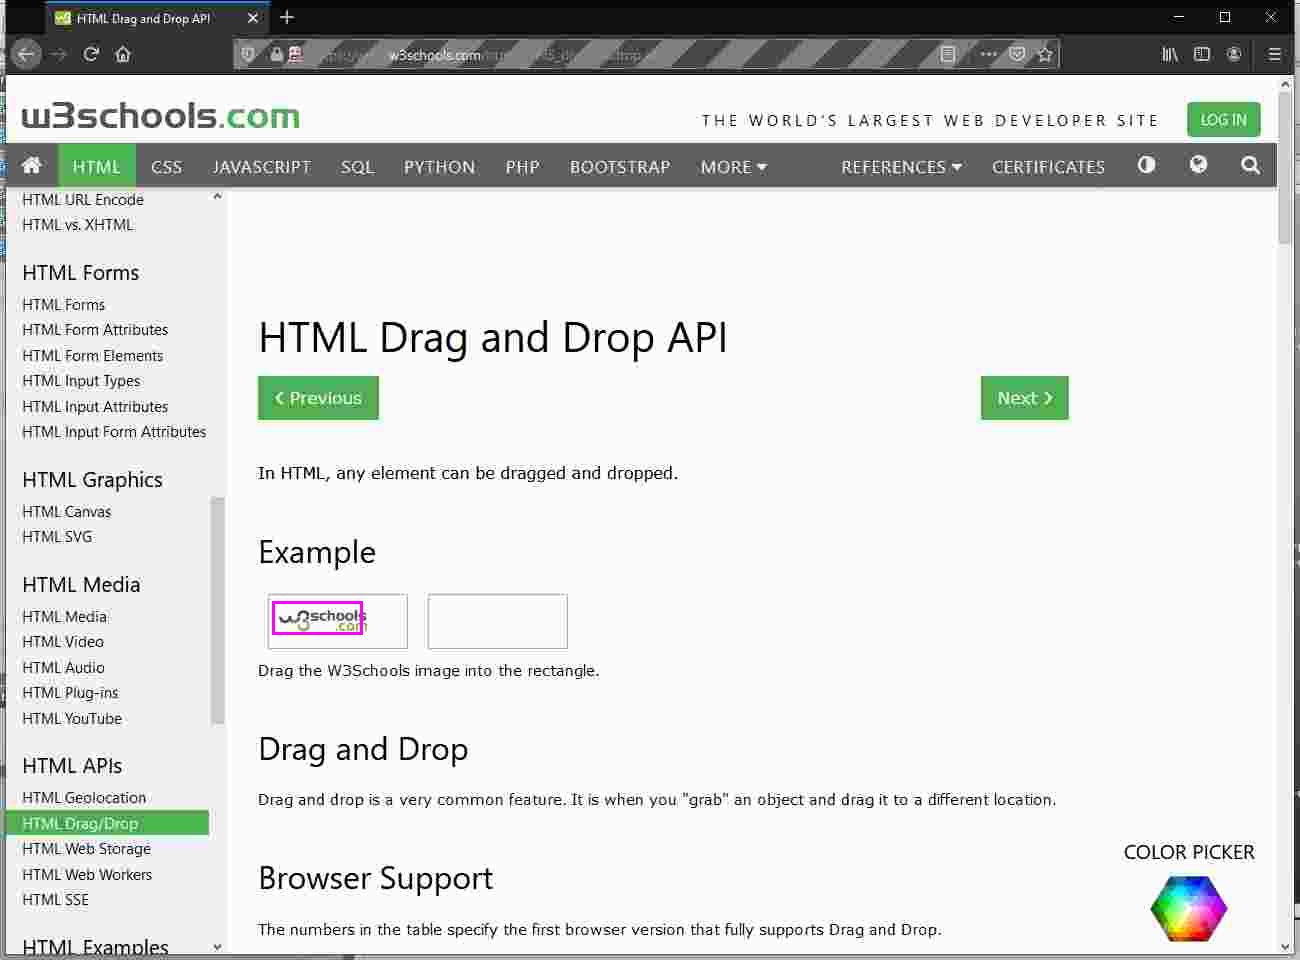 HTML Drag and Drop API
w3schools.com
w3schools.com
THE WORLD'S LARGEST WEB DEVELOPER SITE
LOG IN
HTML CSS JAVASCRIPT SQL PYTHON PHP BOOTSTRAP MORE REFERENCES CERTIFICATES
HTML URL Encode
HTML vs. XHTML
HTML Forms
HTML Forms
HTML Form Attributes
HTML Form Elements
HTML Input Types
HTML Input Attributes
HTML Input Form Attributes
HTML Graphics
HTML Canvas
HTML SVG
HTML Media
HTML Media
HTML Video
HTML Audio
HTML Plug-ins
HTML YouTube
HTML APIs
HTML Geolocation
HTML Drag/Drop
HTML Web Storage
HTML Web Workers
HTML SSE
HTML Examples
HTML Drag and Drop API
Previous
Next
In HTML, any element can be dragged and dropped.
Example
w3schools
.com
Drag the W3Schools image into the rectangle.
Drag and Drop
Drag and drop is a very common feature. It is when you "grab" an object and drag it to a different location.
Browser Support
The numbers in the table specify the first browser version that fully supports Drag and Drop.
COLOR PICKER